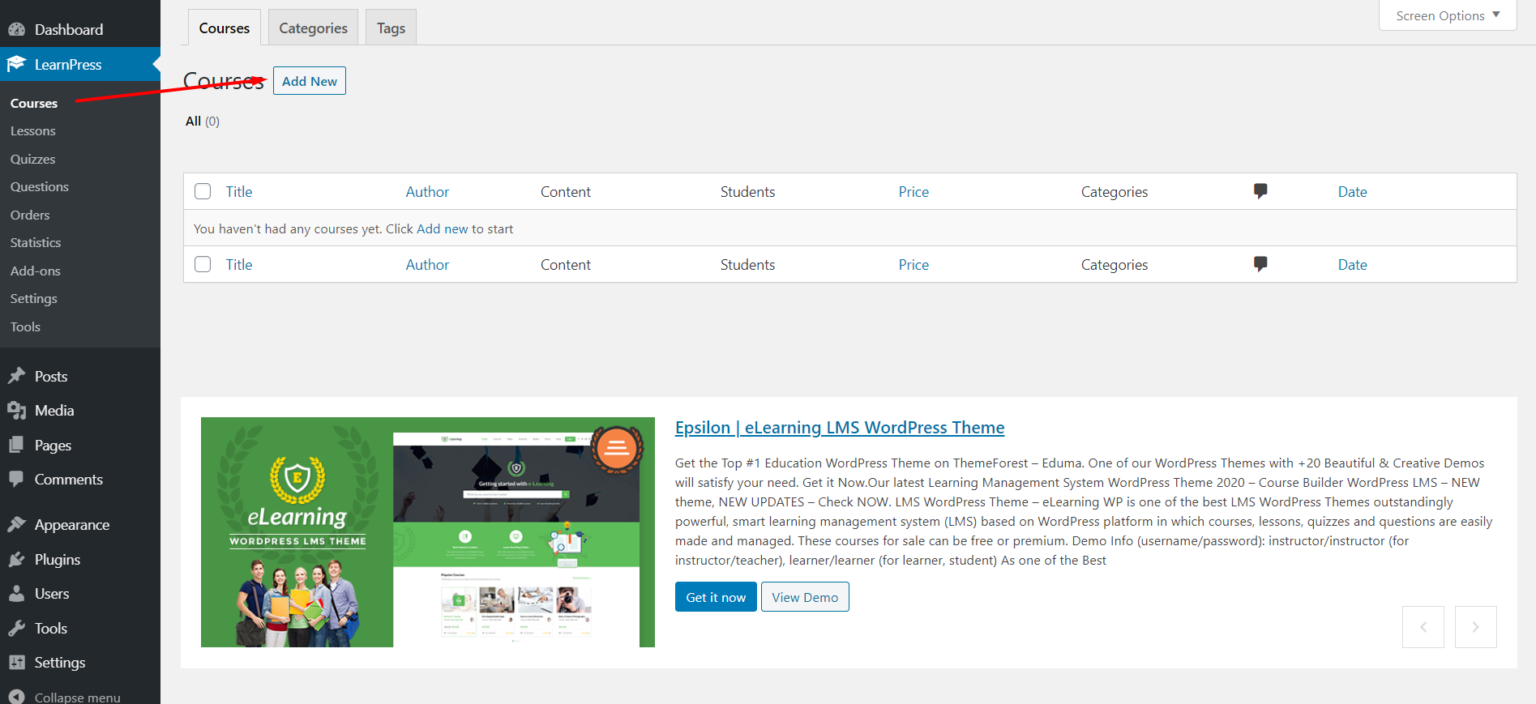 Dashboard
LearnPress
Courses
Lessons
Quizzes
Questions
Orders
Statistics
Add-ons
Settings
Tools
Posts
Media
Pages
Comments
Appearance
Plugins
Users
Tools
Settings
Collapse menu
Courses Categories Tags
Screen Options
Courses Add New
All (0)
Title Author Content Students Price Categories Date
You haven't had any courses yet. Click Add new to start
Title Author Content Students Price Categories Date
E
eLearning
WORDPRESS LMS THEME
Getting started with eLearning
Popular Courses
Epsilon | eLearning LMS WordPress Theme
Get the Top #1 Education WordPress Theme on ThemeForest – Eduma. One of our WordPress Themes with +20 Beautiful & Creative Demos
will satisfy your need. Get it Now.Our latest Learning Management System WordPress Theme 2020 – Course Builder WordPress LMS – NEW
theme, NEW UPDATES – Check NOW. LMS WordPress Theme – eLearning WP is one of the best LMS WordPress Themes outstandingly
powerful, smart learning management system (LMS) based on WordPress platform in which courses, lessons, quizzes and questions are easily
made and managed. These courses for sale can be free or premium. Demo Info (username/password): instructor/instructor (for
instructor/teacher), learner/learner (for learner, student) As one of the Best
Get it now View Demo